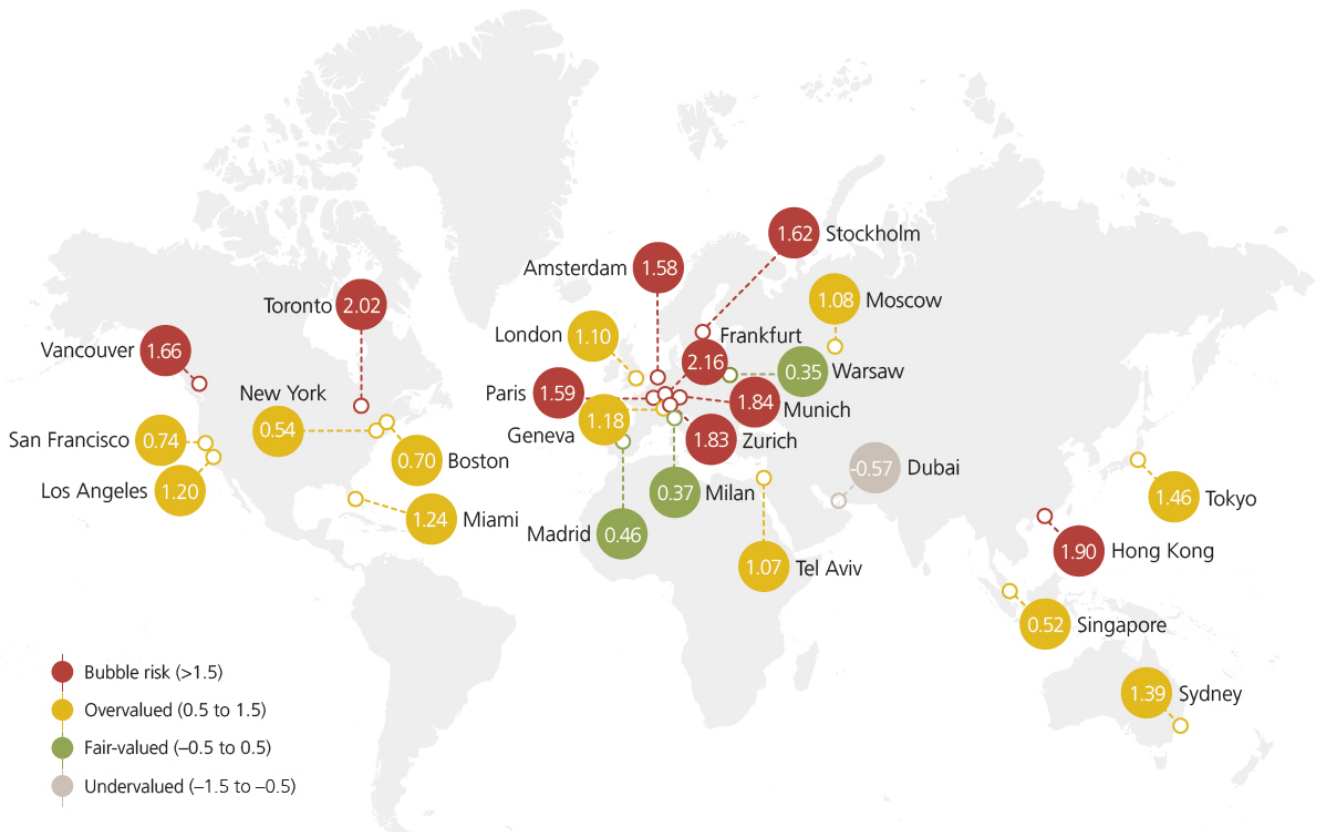 1.62 Stockholm
Amsterdam 1.58
1.08 Moscow
Toronto 2.02
London 1.10
Frankfurt
2.16
Vancouver 1.66
0.35 Warsaw
New York
0.54
Paris 1.59
1.84 Munich
1.18
Geneva
San Francisco 0.74
1.83 Zurich
0.70 Boston
-0.57 Dubai
Los Angeles 1.20
0.37 Milan
1.46 Tokyo
1.24 Miami
Madrid 0.46
1.90 Hong Kong
1.07 Tel Aviv
0.52 Singapore
1.39 Sydney
Bubble risk (>1.5)
Overvalued (0.5 to 1.5)
Fair-valued (–0.5 to 0.5)
Undervalued (–1.5 to –0.5)